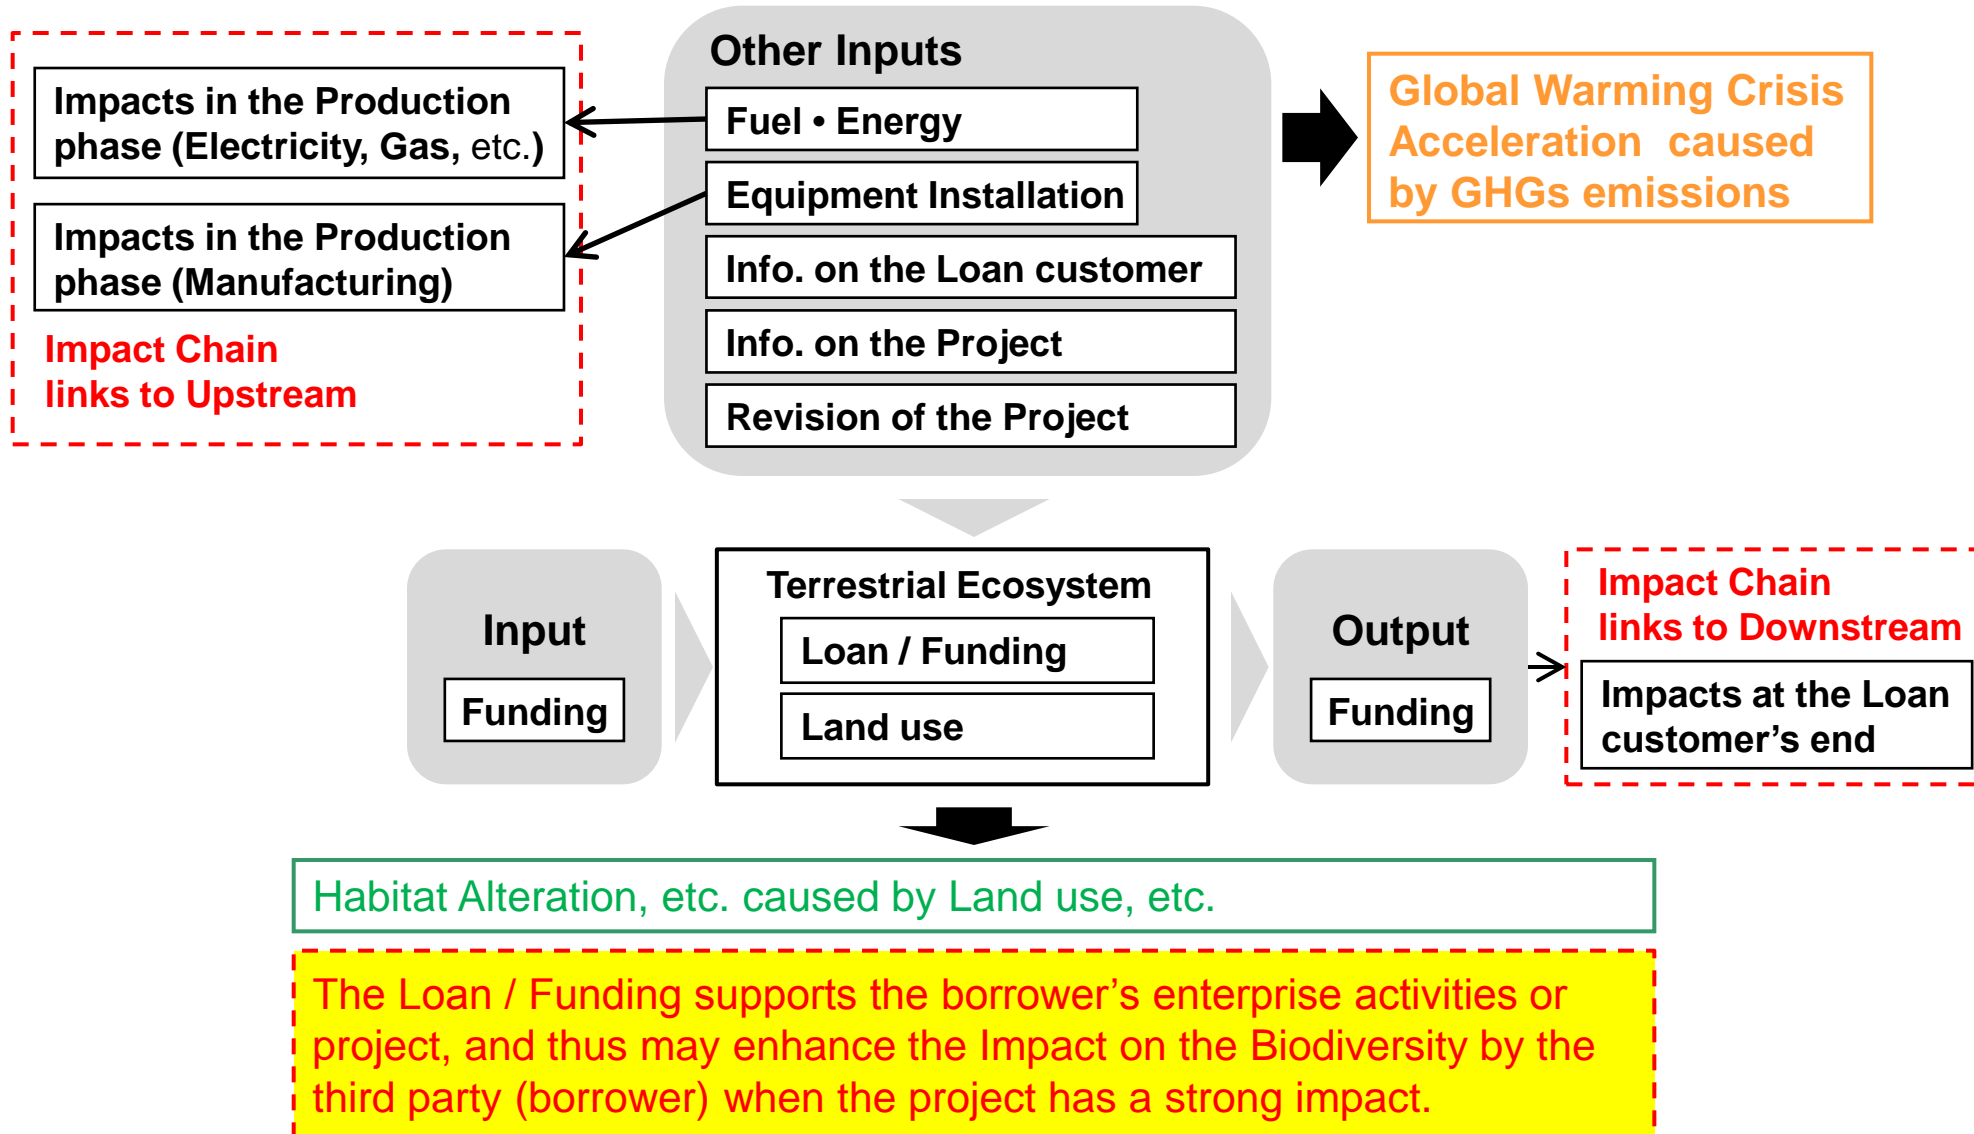 Other Inputs
Fuel • Energy
Equipment Installation
Info. on the Loan customer
Info. on the Project
Revision of the Project
Impacts in the Production
phase (Electricity, Gas, etc.)
Impacts in the Production
phase (Manufacturing)
Impact Chain
links to Upstream
Global Warming Crisis
Acceleration caused
by GHGs emissions
Input
Funding
Terrestrial Ecosystem
Loan / Funding
Land use
Output
Funding
Impact Chain
links to Downstream
Impacts at the Loan
customer’s end
Habitat Alteration, etc. caused by Land use, etc.
The Loan / Funding supports the borrower’s enterprise activities or
project, and thus may enhance the Impact on the Biodiversity by the
third party (borrower) when the project has a strong impact.